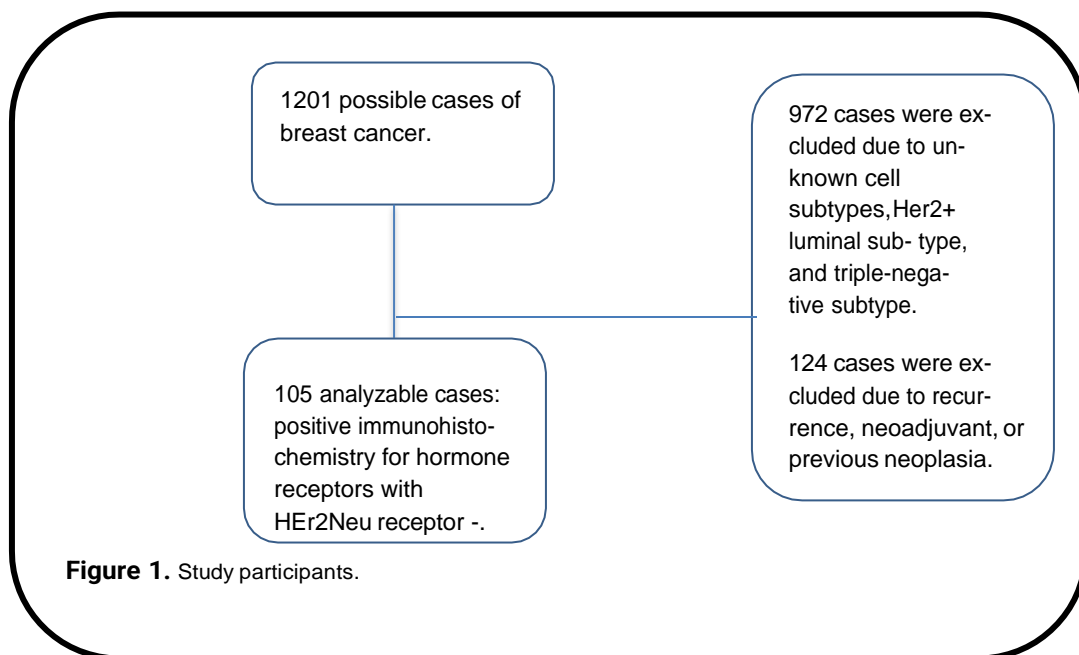 1201 possible cases of
breast cancer.
972 cases were ex-
cluded due to un-
known cell
subtypes,Her2+
luminal sub- type,
and triple-nega-
tive subtype.
124 cases were ex-
cluded due to recur-
rence, neoadjuvant, or
previous neoplasia.
105 analyzable cases:
positive immunohisto-
chemistry for hormone
receptors with
HEr2Neu receptor -.
Figure 1. Study participants.